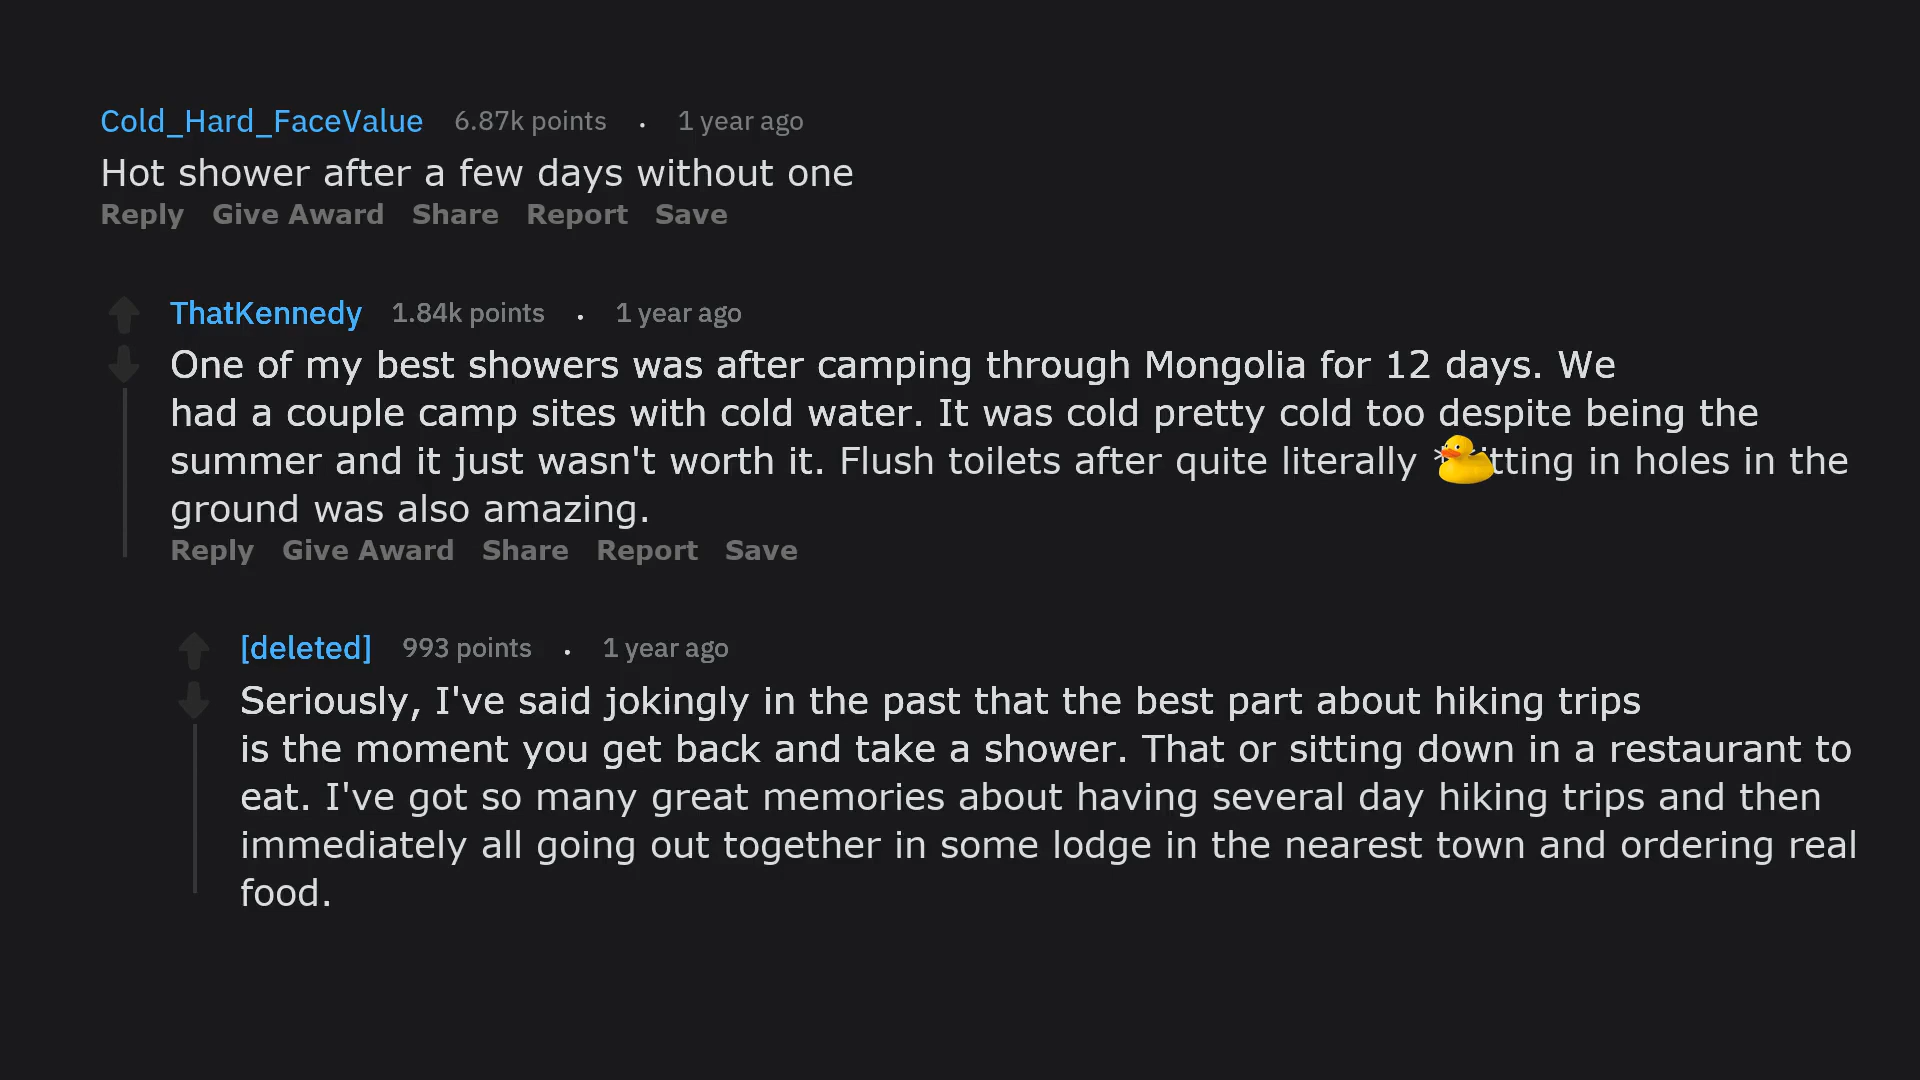 Cold_Hard_FaceValue 6.87k points . 1 year ago
Hot shower after a few days without one
Reply Give Award Share Report Save
ThatKennedy 1.84k points . 1 year ago
One of my best showers was after camping through Mongolia for 12 days. We
had a couple camp sites with cold water. It was cold pretty cold too despite being the
summer and it just wasn't worth it. Flush toilets after quite literally itting in holes in the
ground was also amazing.
Reply Give Award Share Report Save
[deleted] 993 points . 1 year ago
Seriously, I've said jokingly in the past that the best part about hiking trips
is the moment you get back and take a shower. That or sitting down in a restaurant to
eat. I've got so many great memories about having several day hiking trips and then
immediately all going out together in some lodge in the nearest town and ordering real
food.